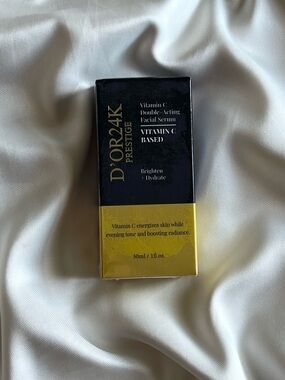 D'OR24K
PRESTIGE
Vitamin C
Double-Acting
Facial Serum
VITAMIN C
BASED
Brighten
+ Hydrate
Vitamin C energizes skin while
evening tone and boosting radiance.
30ml / 1 fl oz.